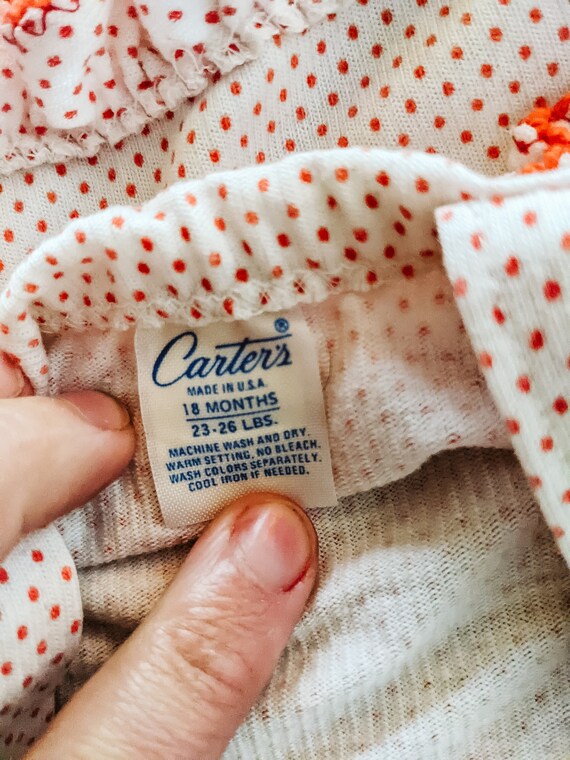 Carter's®
MADE IN U.S.A.
18 MONTHS
23-26 LBS.
MACHINE WASH AND DRY.
WARM SETTING, NO BLEACH.
WASH COLORS SEPARATELY.
COOL IRON IF NEEDED.